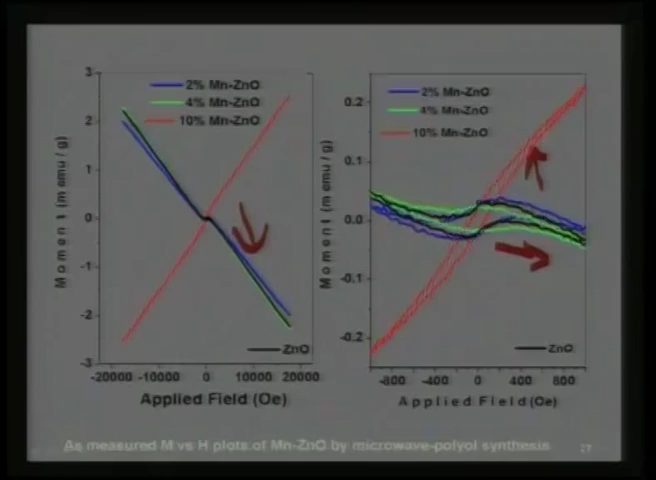 3
2
1
0
-1
-2
-3
Moment (memu / g)
2% Mn-ZnO
4% Mn-ZnO
10% Mn-ZnO
ZnO
-20000 -10000 0 10000 20000
Applied Field (Oe)
0.2
0.1
0.0
-0.1
-0.2
Moment (memu / g)
2% Mn-ZnO
4% Mn-ZnO
10% Mn-ZnO
ZnO
-800 -400 0 400 800
Applied Field (Oe)
As measured M vs H plots of Mn-ZnO by microwave-polyol synthesis